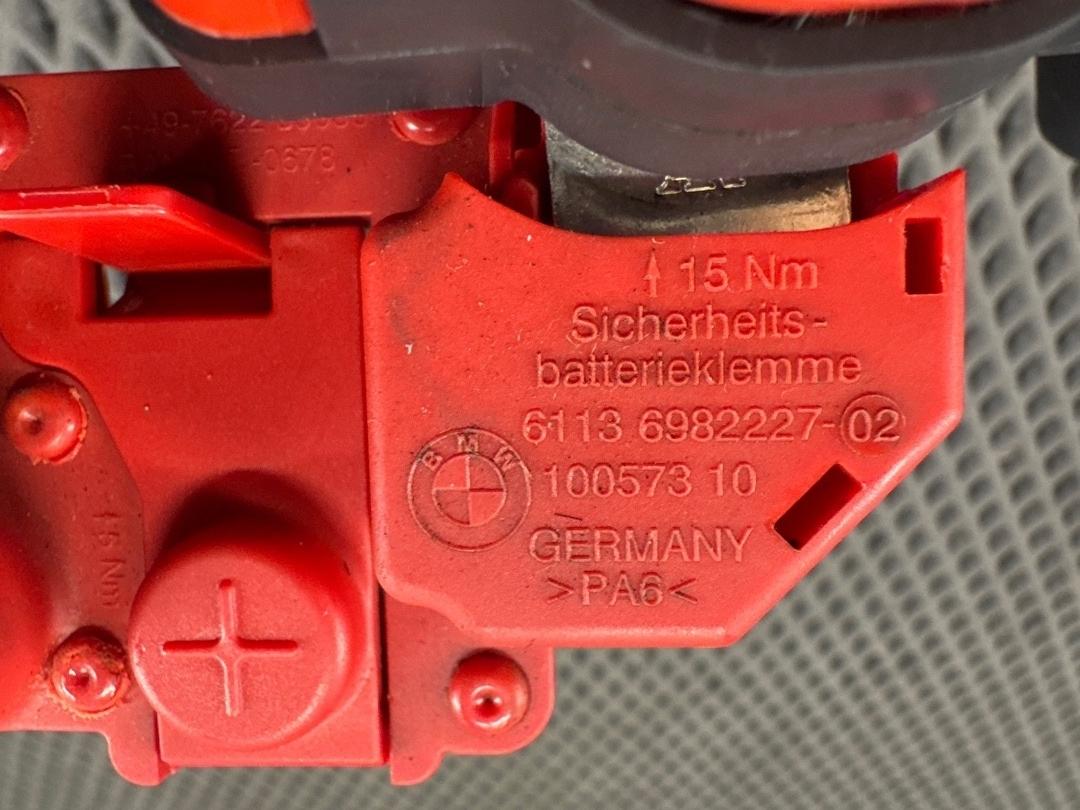 -0678
15 Nm
Sicherheits-
batterieklemme
6113 6982227-02
BMW
100573 10
GERMANY
>PA6<
15 Nm
+